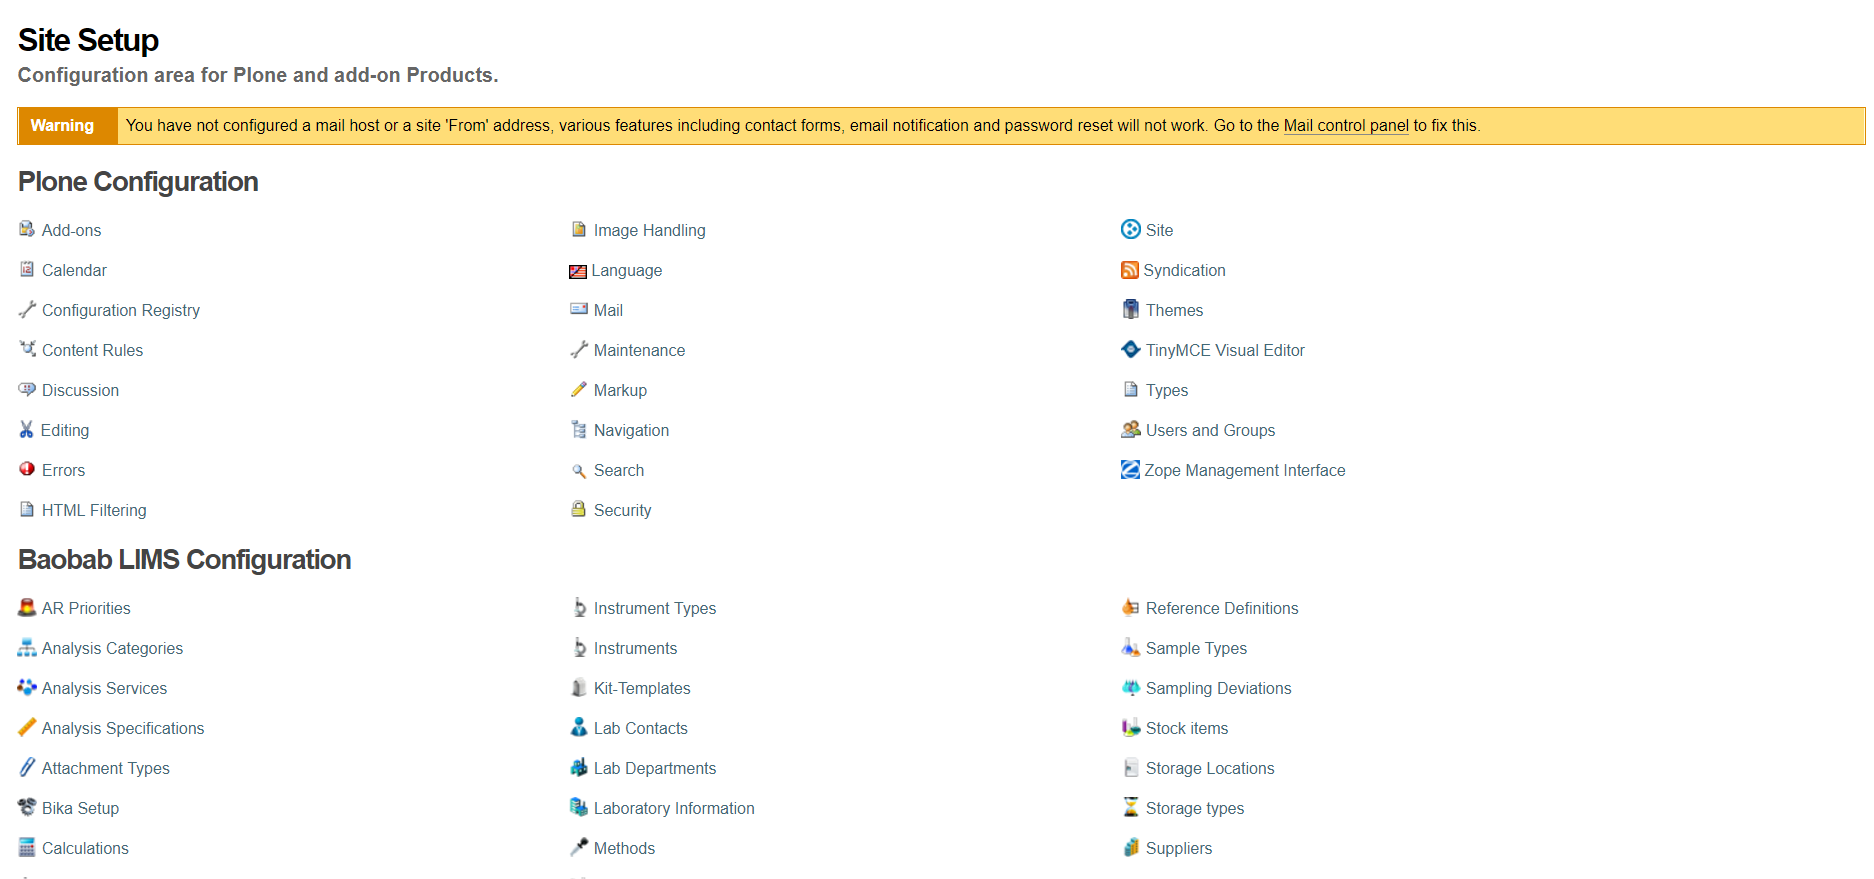 Site Setup
Configuration area for Plone and add-on Products.
Warning You have not configured a mail host or a site 'From' address, various features including contact forms, email notification and password reset will not work. Go to the Mail control panel to fix this.
Plone Configuration
Add-ons
Calendar
Configuration Registry
Content Rules
Discussion
Editing
Errors
HTML Filtering
Image Handling
Language
Mail
Maintenance
Markup
Navigation
Search
Security
Site
Syndication
Themes
TinyMCE Visual Editor
Types
Users and Groups
Zope Management Interface
Baobab LIMS Configuration
AR Priorities
Analysis Categories
Analysis Services
Analysis Specifications
Attachment Types
Bika Setup
Calculations
Instrument Types
Instruments
Kit-Templates
Lab Contacts
Lab Departments
Laboratory Information
Methods
Reference Definitions
Sample Types
Sampling Deviations
Stock items
Storage Locations
Storage types
Suppliers